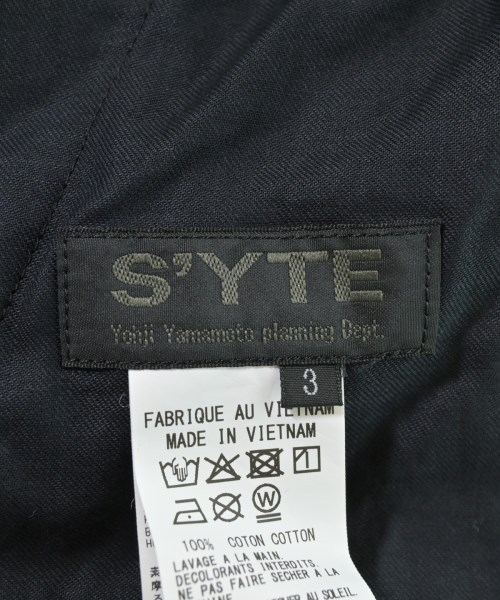 S'YTE
Yohji Yamamoto planning Dept.
3
FABRIQUE AU VIETNAM
MADE IN VIETNAM
100% COTON COTTON
LAVAGE A LA MAIN.
DECOLORANTS INTERDITS.
NE PAS FAIRE SECHER A LA